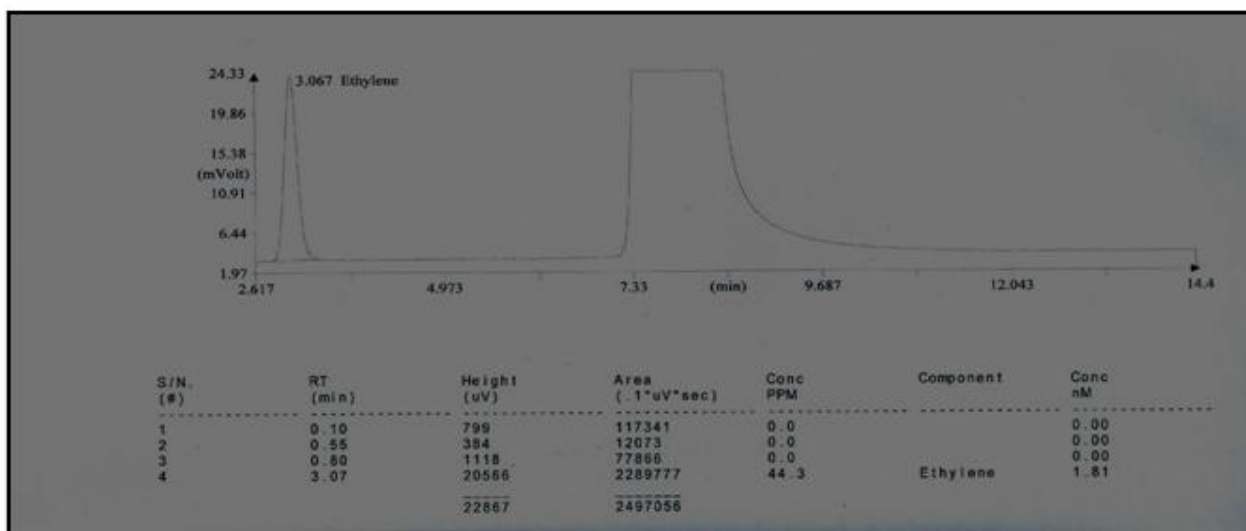 24.33
3.067 Ethylene
19.86
15.38
(mVolt)
10.91
6.44
1.97
2.617 4.973 7.33 (min) 9.687 12.043 14.4
S/N. RT Height Area Conc Component Conc
(#) (min) (uV) (.1*uV*sec) PPM nM
1 0.10 799 117341 0.0 0.00
2 0.55 384 12073 0.0 0.00
3 0.80 1118 77866 0.0 0.00
4 3.07 20566 2289777 44.3 Ethylene 1.81
22867 2497056